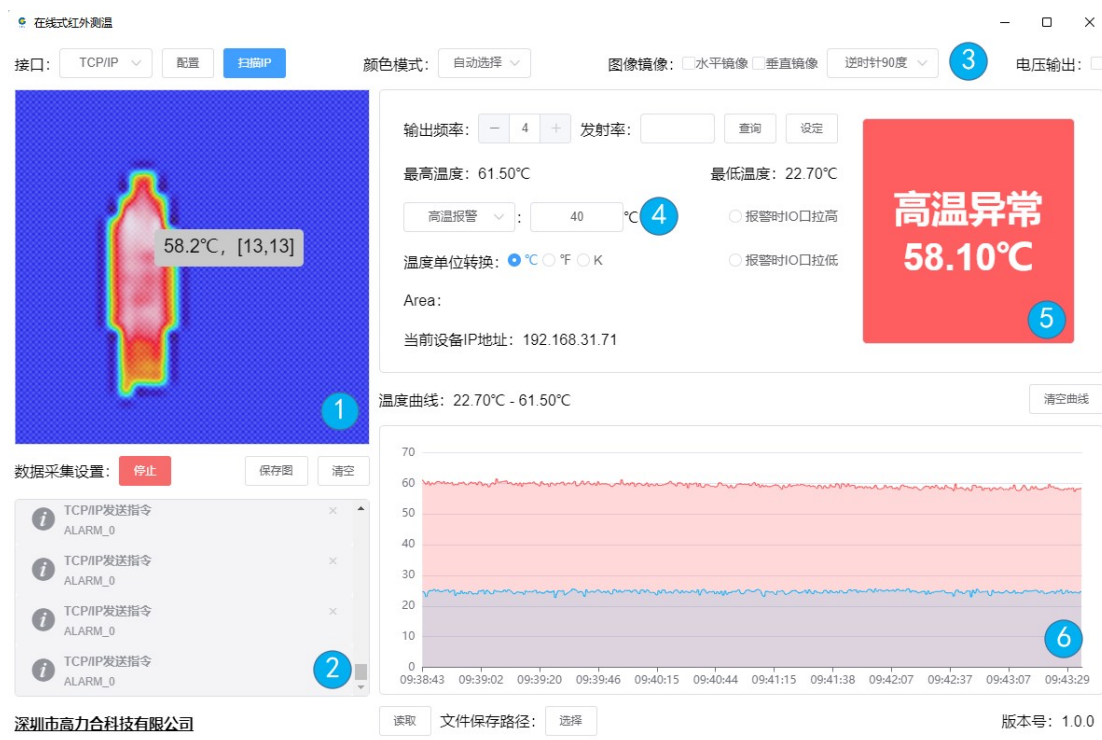 在线式红外测温
接口： TCP/IP 配置 扫描IP 颜色模式： 自动选择 图像镜像： 水平镜像 垂直镜像 逆时针90度 3 电压输出：
输出频率： － 4 + 发射率： 查询 设定
最高温度：61.50℃ 最低温度：22.70℃
高温报警 ： 40 ℃ 4 报警时IO口拉高
温度单位转换： ℃ ℉ K 报警时IO口拉低
Area：
当前设备IP地址：192.168.31.71
高温异常
58.10℃
5
58.2℃，[13,13]
1
温度曲线：22.70℃ - 61.50℃ 清空曲线
数据采集设置： 停止 保存图 清空
TCP/IP发送指令
ALARM_0
TCP/IP发送指令
ALARM_0
TCP/IP发送指令
ALARM_0
TCP/IP发送指令
ALARM_0
2
70
60
50
40
30
20
10
0
6
09:38:43 09:39:02 09:39:20 09:39:46 09:40:15 09:40:44 09:41:15 09:41:38 09:42:07 09:42:37 09:43:07 09:43:29
深圳市高力合科技有限公司 读取 文件保存路径： 选择 版本号：1.0.0